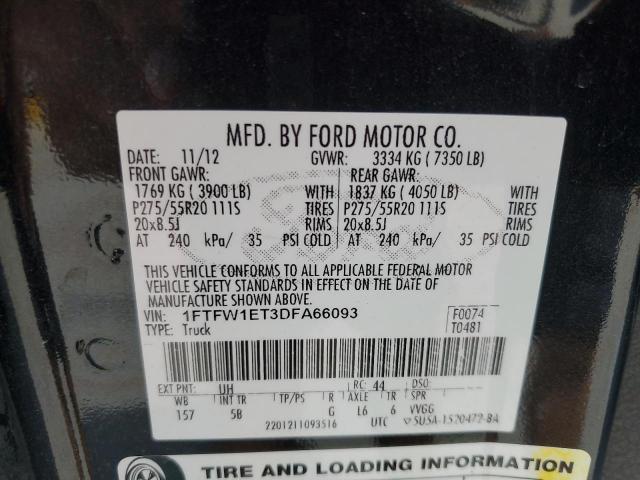 MFD. BY FORD MOTOR CO.
DATE: 11/12 GVWR: 3334 KG ( 7350 LB)
FRONT GAWR: REAR GAWR:
1769 KG ( 3900 LB) WITH 1837 KG ( 4050 LB) WITH
P275/55R20 111S TIRES P275/55R20 111S TIRES
20x8.5J RIMS 20x8.5J RIMS
AT 240 kPa/ 35 PSI COLD AT 240 kPa/ 35 PSI COLD
THIS VEHICLE CONFORMS TO ALL APPLICABLE FEDERAL MOTOR
VEHICLE SAFETY STANDARDS IN EFFECT ON THE DATE OF
MANUFACTURE SHOWN ABOVE.
VIN: 1FTFW1ET3DFA66093 F0074
TYPE: Truck T0481
EXT PNT: UH RC: 44 DSO:
WB INT TR TP/PS R AXLE TR SPR
157 5B G L6 6 VVGG
2201211093516 UTC 5U5A-1520472-BA
TIRE AND LOADING INFORMATION